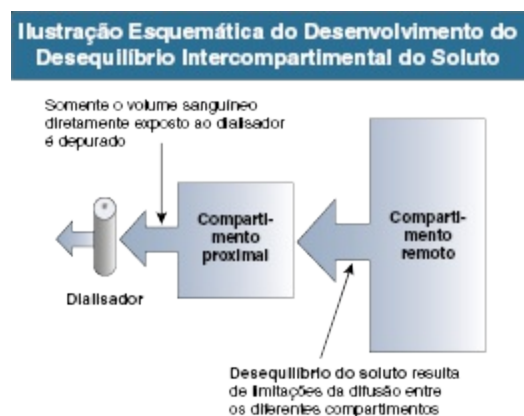 Ilustração Esquemática do Desenvolvimento do
Desequilíbrio Intercompartimental do Soluto
Somente o volume sanguíneo
diretamente exposto ao dialisador
é depurado
Comparti-
mento
proximal
Comparti-
mento
remoto
Dialisador
Desequilíbrio do soluto resulta
de limitações da difusão entre
os diferentes compartimentos